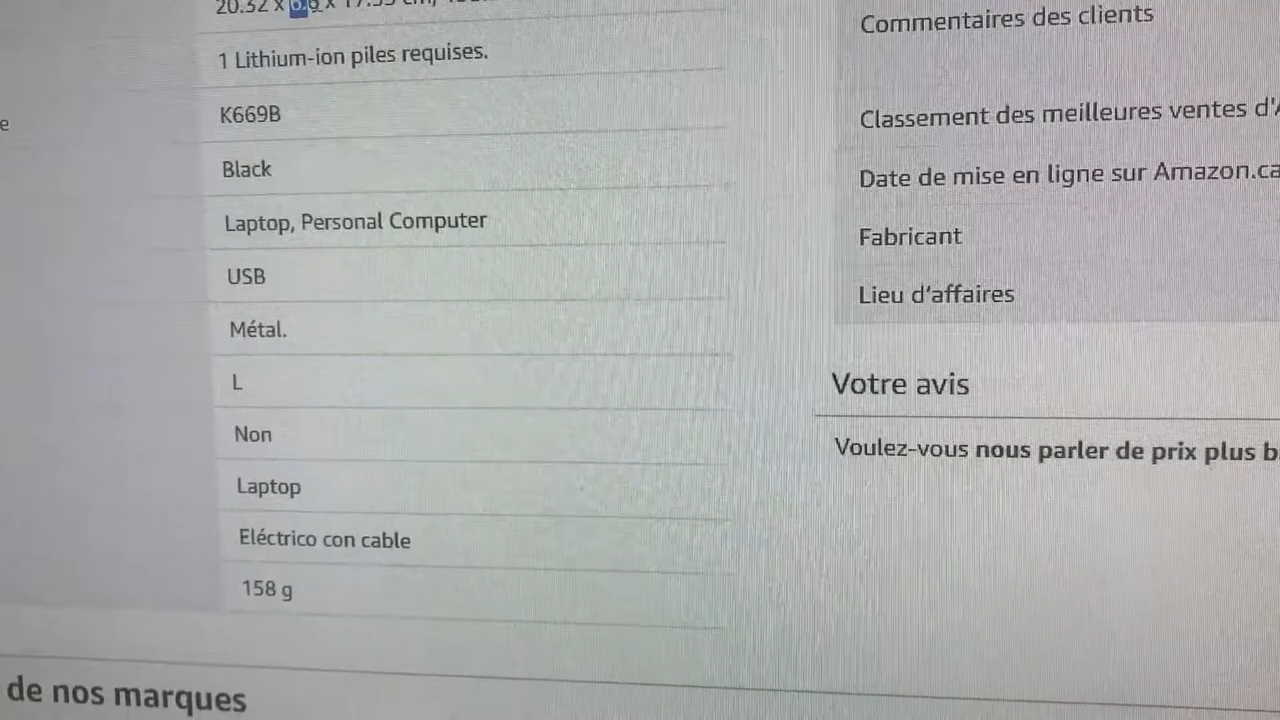 20.32 x
1 Lithium-ion piles requises.
K669B
e
Black
Laptop, Personal Computer
USB
Métal.
L
Non
Laptop
Eléctrico con cable
158 g
Commentaires des clients
Classement des meilleures ventes d'
Date de mise en ligne sur Amazon.ca
Fabricant
Lieu d'affaires
Votre avis
Voulez-vous nous parler de prix plus b
de nos marques